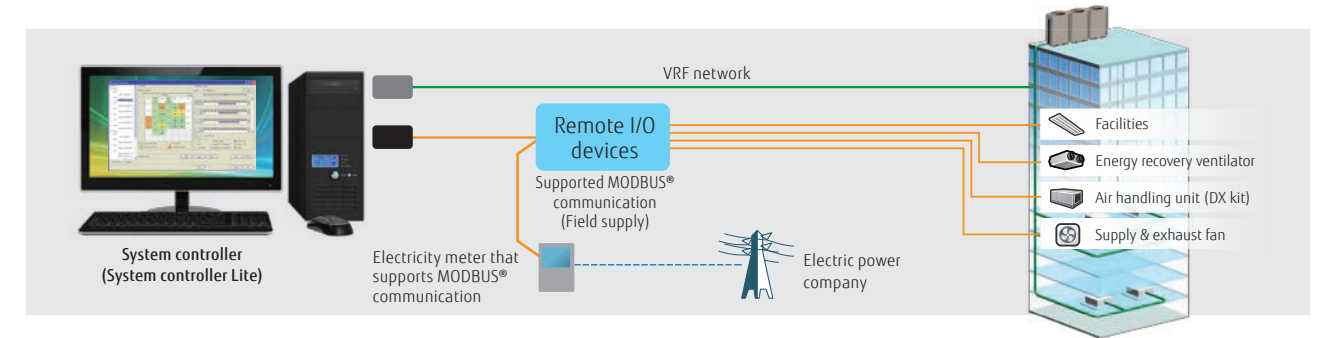 VRF network
Remote I/O
devices
Supported MODBUS®
communication
(Field supply)
Facilities
Energy recovery ventilator
Air handling unit (DX kit)
Supply & exhaust fan
System controller
(System controller Lite)
Electricity meter that
supports MODBUS®
communication
Electric power
company